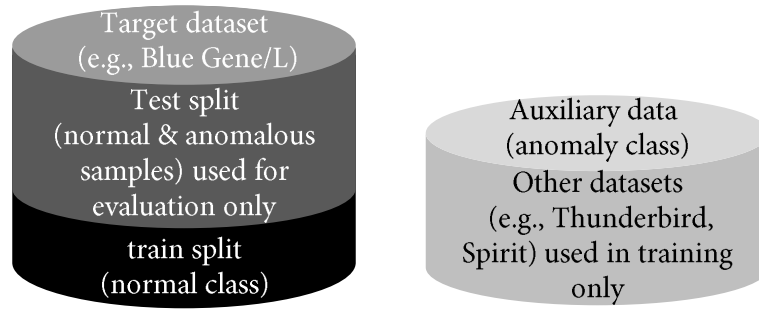 Target dataset
(e.g., Blue Gene/L)
Test split
(normal & anomalous
samples) used for
evaluation only
train split
(normal class)
Auxiliary data
(anomaly class)
Other datasets
(e.g., Thunderbird,
Spirit) used in training
only